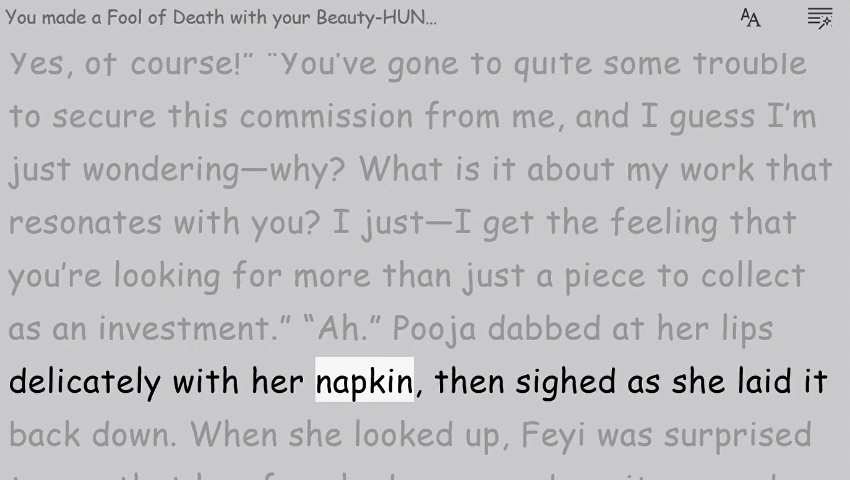 You made a Fool of Death with your Beauty-HUN...
AA
Yes, of course!” “You’ve gone to quite some trouble
to secure this commission from me, and I guess I’m
just wondering—why? What is it about my work that
resonates with you? I just—I get the feeling that
you’re looking for more than just a piece to collect
as an investment.” “Ah.” Pooja dabbed at her lips
delicately with her napkin, then sighed as she laid it
back down. When she looked up, Feyi was surprised